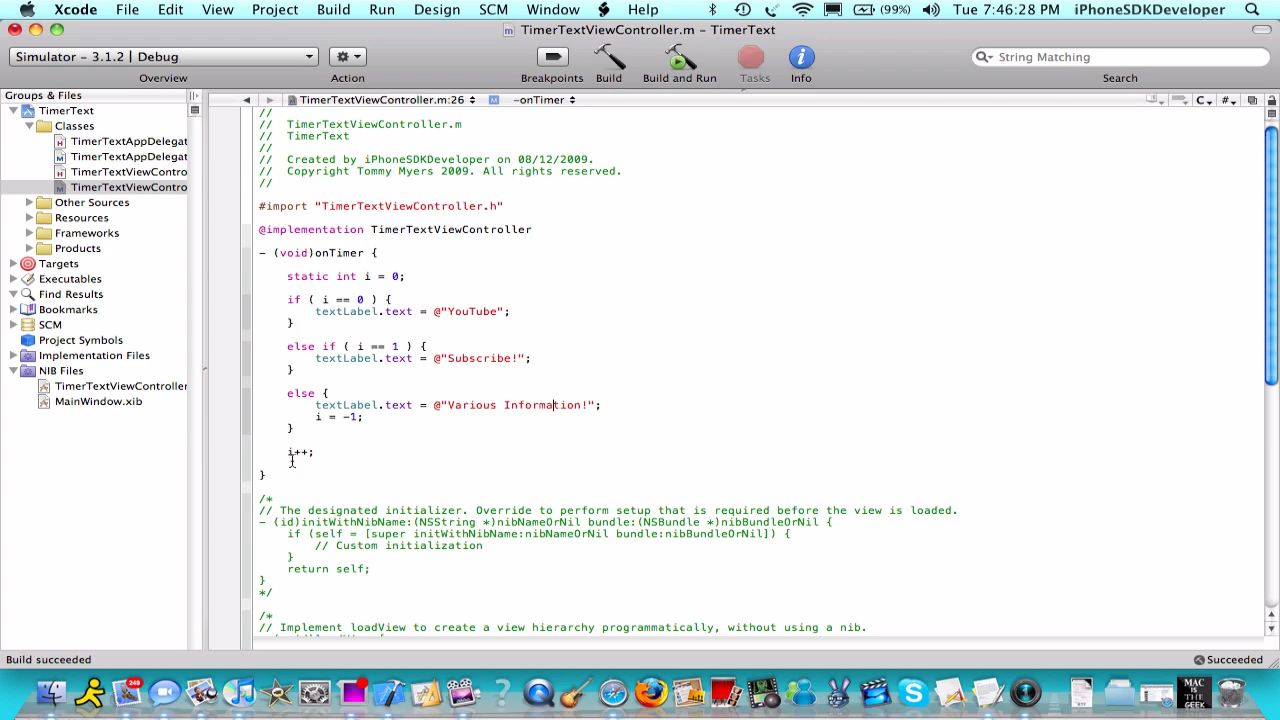 Xcode File Edit View Project Build Run Design SCM Window Help (99%) Tue 7:46:28 PM iPhoneSDKDeveloper
TimerTextViewController.m – TimerText
Simulator - 3.1.2 | Debug
String Matching
Overview Action Breakpoints Build Build and Run Tasks Info Search
Groups & Files
TimerTextViewController.m:26 -onTimer
TimerText
Classes
TimerTextAppDelegat
TimerTextAppDelegat
TimerTextViewContro
TimerTextViewContro
Other Sources
Resources
Frameworks
Products
Targets
Executables
Find Results
Bookmarks
SCM
Project Symbols
Implementation Files
NIB Files
TimerTextViewController
MainWindow.xib
//
// TimerTextViewController.m
// TimerText
//
// Created by iPhoneSDKDeveloper on 08/12/2009.
// Copyright Tommy Myers 2009. All rights reserved.
//
#import "TimerTextViewController.h"
@implementation TimerTextViewController
- (void)onTimer {
static int i = 0;
if ( i == 0 ) {
textLabel.text = @"YouTube";
}
else if ( i == 1 ) {
textLabel.text = @"Subscribe!";
}
else {
textLabel.text = @"Various Information!";
i = -1;
}
i++;
}
/*
// The designated initializer. Override to perform setup that is required before the view is loaded.
- (id)initWithNibName:(NSString *)nibNameOrNil bundle:(NSBundle *)nibBundleOrNil {
if (self = [super initWithNibName:nibNameOrNil bundle:nibBundleOrNil]) {
// Custom initialization
}
return self;
}
*/
/*
// Implement loadView to create a view hierarchy programmatically, without using a nib.
Build succeeded
Succeeded
249
MAC IS THE GEEK